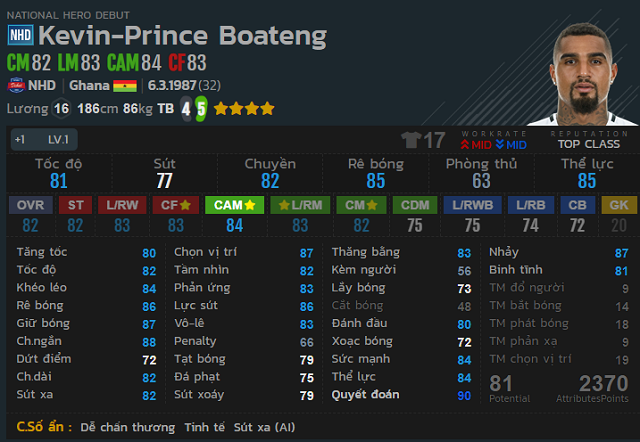 NATIONAL HERO DEBUT
NHD Kevin-Prince Boateng
CM 82 LM 83 CAM 84 CF 83
NHD Ghana 6.3.1987 (32)
Lương 16 186cm 86kg TB 4 5
+1 LV.1 17 WORKRATE MID MID REPUTATION TOP CLASS
Tốc độ Sút Chuyền Rê bóng Phòng thủ Thể lực
81 77 82 85 63 85
OVR ST L/RW CF CAM L/RM CM CDM L/RWB L/RB CB GK
82 82 83 83 84 83 82 75 75 74 72 20
Tăng tốc 80 Chọn vị trí 87 Thăng bằng 83 Nhảy 87
Tốc độ 82 Tầm nhìn 82 Kèm người 56 Bình tĩnh 81
Khéo léo 84 Phản ứng 83 Lấy bóng 73 TM đổ người 9
Rê bóng 86 Lực sút 86 Cắt bóng 48 TM bắt bóng 14
Giữ bóng 87 Vô-lê 83 Đánh đầu 80 TM phát bóng 18
Ch.ngắn 88 Penalty 66 Xoạc bóng 72 TM phản xạ 9
Dứt điểm 72 Tạt bóng 79 Sức mạnh 84 TM chọn vị trí 19
Ch.dài 82 Đá phạt 75 Thể lực 84 81 2370
Sút xa 82 Sút xoáy 79 Quyết đoán 90 Potential AttributesPoints
C.Số ẩn : Dễ chấn thương Tinh tế Sút xa (AI)